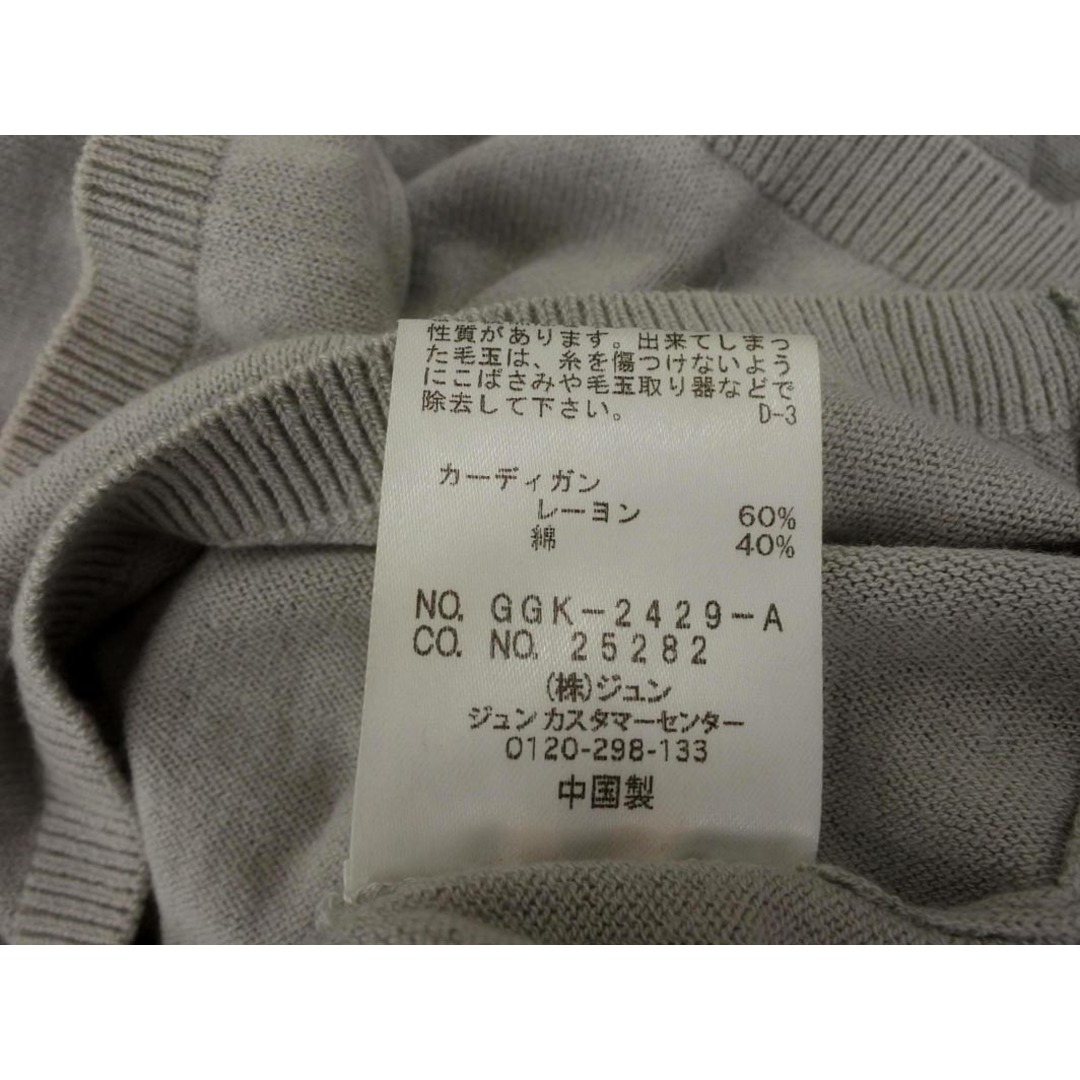 性質があります。出来てしまっ
た毛玉は、糸を傷つけないよう
にこばさみや毛玉取り器などで
除去して下さい。 D-3
カーディガン
レーヨン 60%
綿 40%
NO. GGK-2429-A
CO. NO. 25282
(株)ジュン
ジュンカスタマーセンター
0120-298-133
中国製